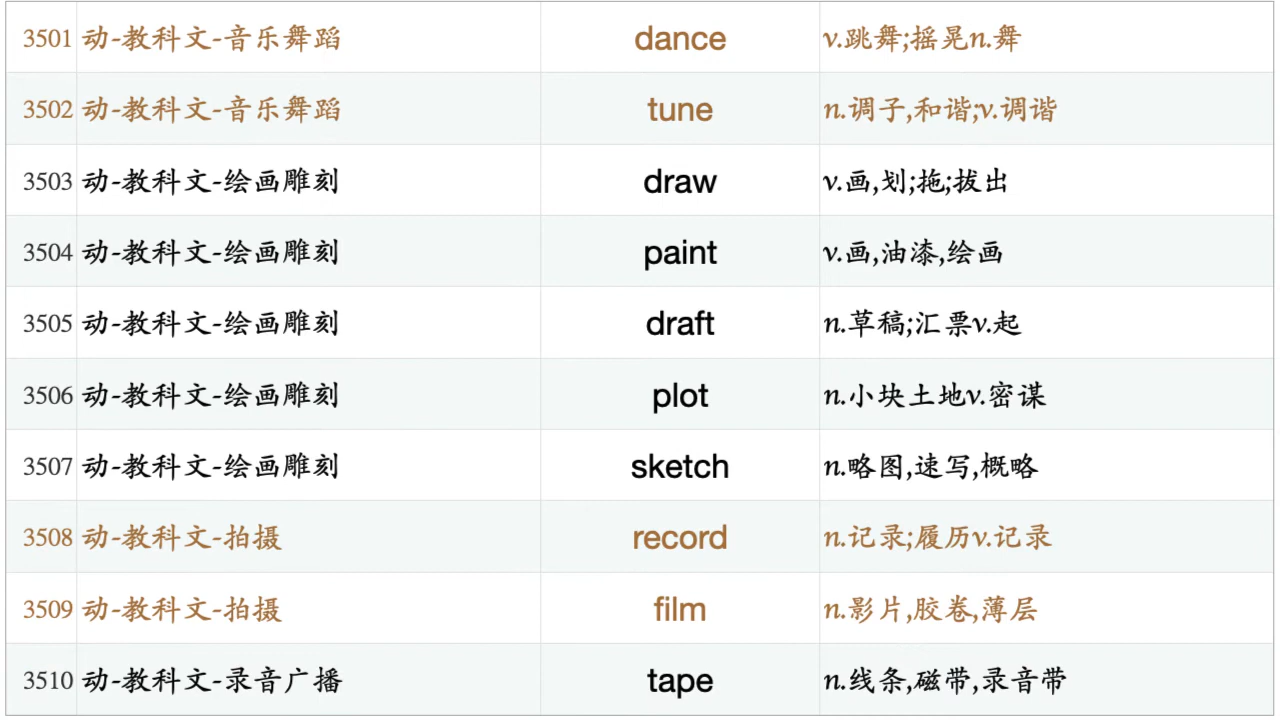 3501 动-教科文-音乐舞蹈 dance v.跳舞;摇晃n.舞
3502 动-教科文-音乐舞蹈 tune n.调子,和谐;v.调谐
3503 动-教科文-绘画雕刻 draw v.画,划;拖;拔出
3504 动-教科文-绘画雕刻 paint v.画,油漆,绘画
3505 动-教科文-绘画雕刻 draft n.草稿;汇票v.起
3506 动-教科文-绘画雕刻 plot n.小块土地v.密谋
3507 动-教科文-绘画雕刻 sketch n.略图,速写,概略
3508 动-教科文-拍摄 record n.记录;履历v.记录
3509 动-教科文-拍摄 film n.影片,胶卷,薄层
3510 动-教科文-录音广播 tape n.线条,磁带,录音带